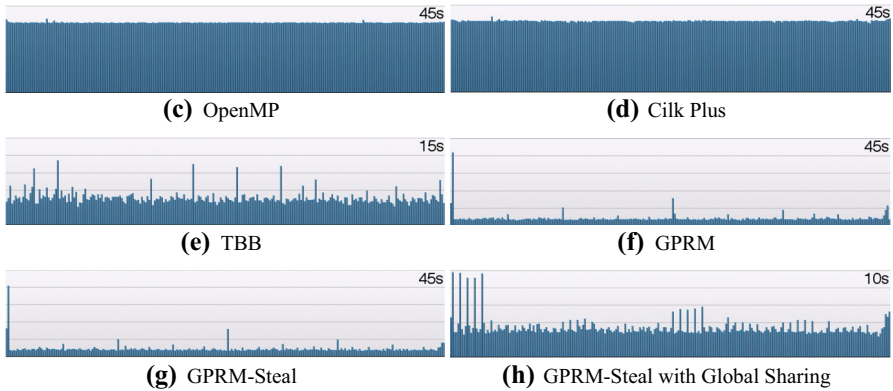 45s
45s
(c) OpenMP
(d) Cilk Plus
15s
45s
(e) TBB
(f) GPRM
45s
10s
(g) GPRM-Steal
(h) GPRM-Steal with Global Sharing